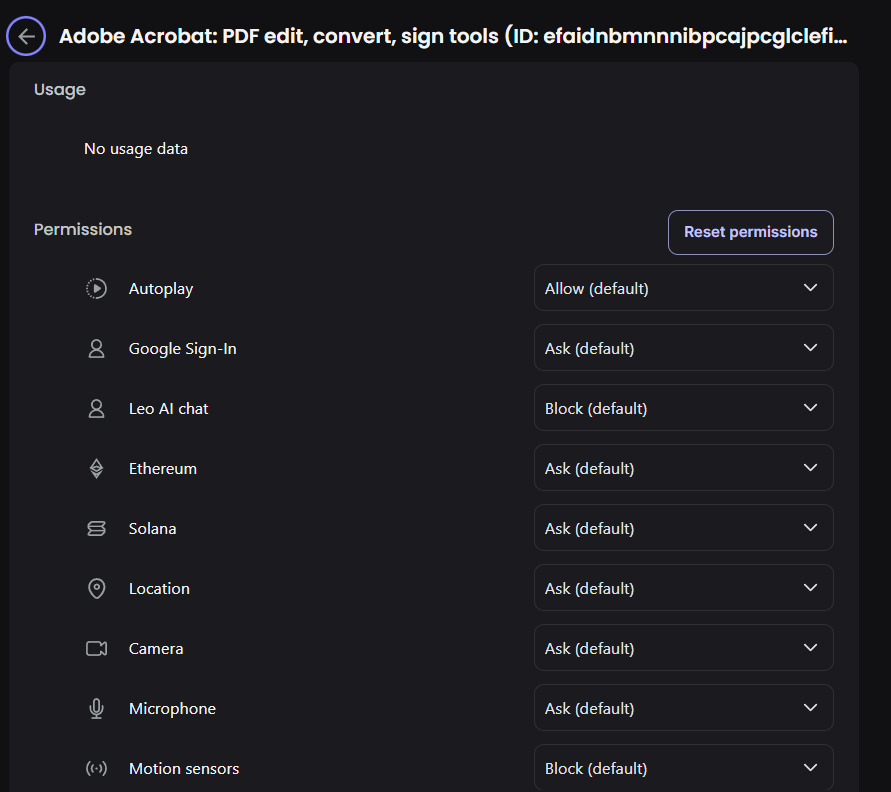 Adobe Acrobat: PDF edit, convert, sign tools (ID: efaidnbmnnnibpcajpcglclefi...
Usage
No usage data
Permissions
Reset permissions
Autoplay Allow (default)
Google Sign-In Ask (default)
Leo AI chat Block (default)
Ethereum Ask (default)
Solana Ask (default)
Location Ask (default)
Camera Ask (default)
Microphone Ask (default)
Motion sensors Block (default)